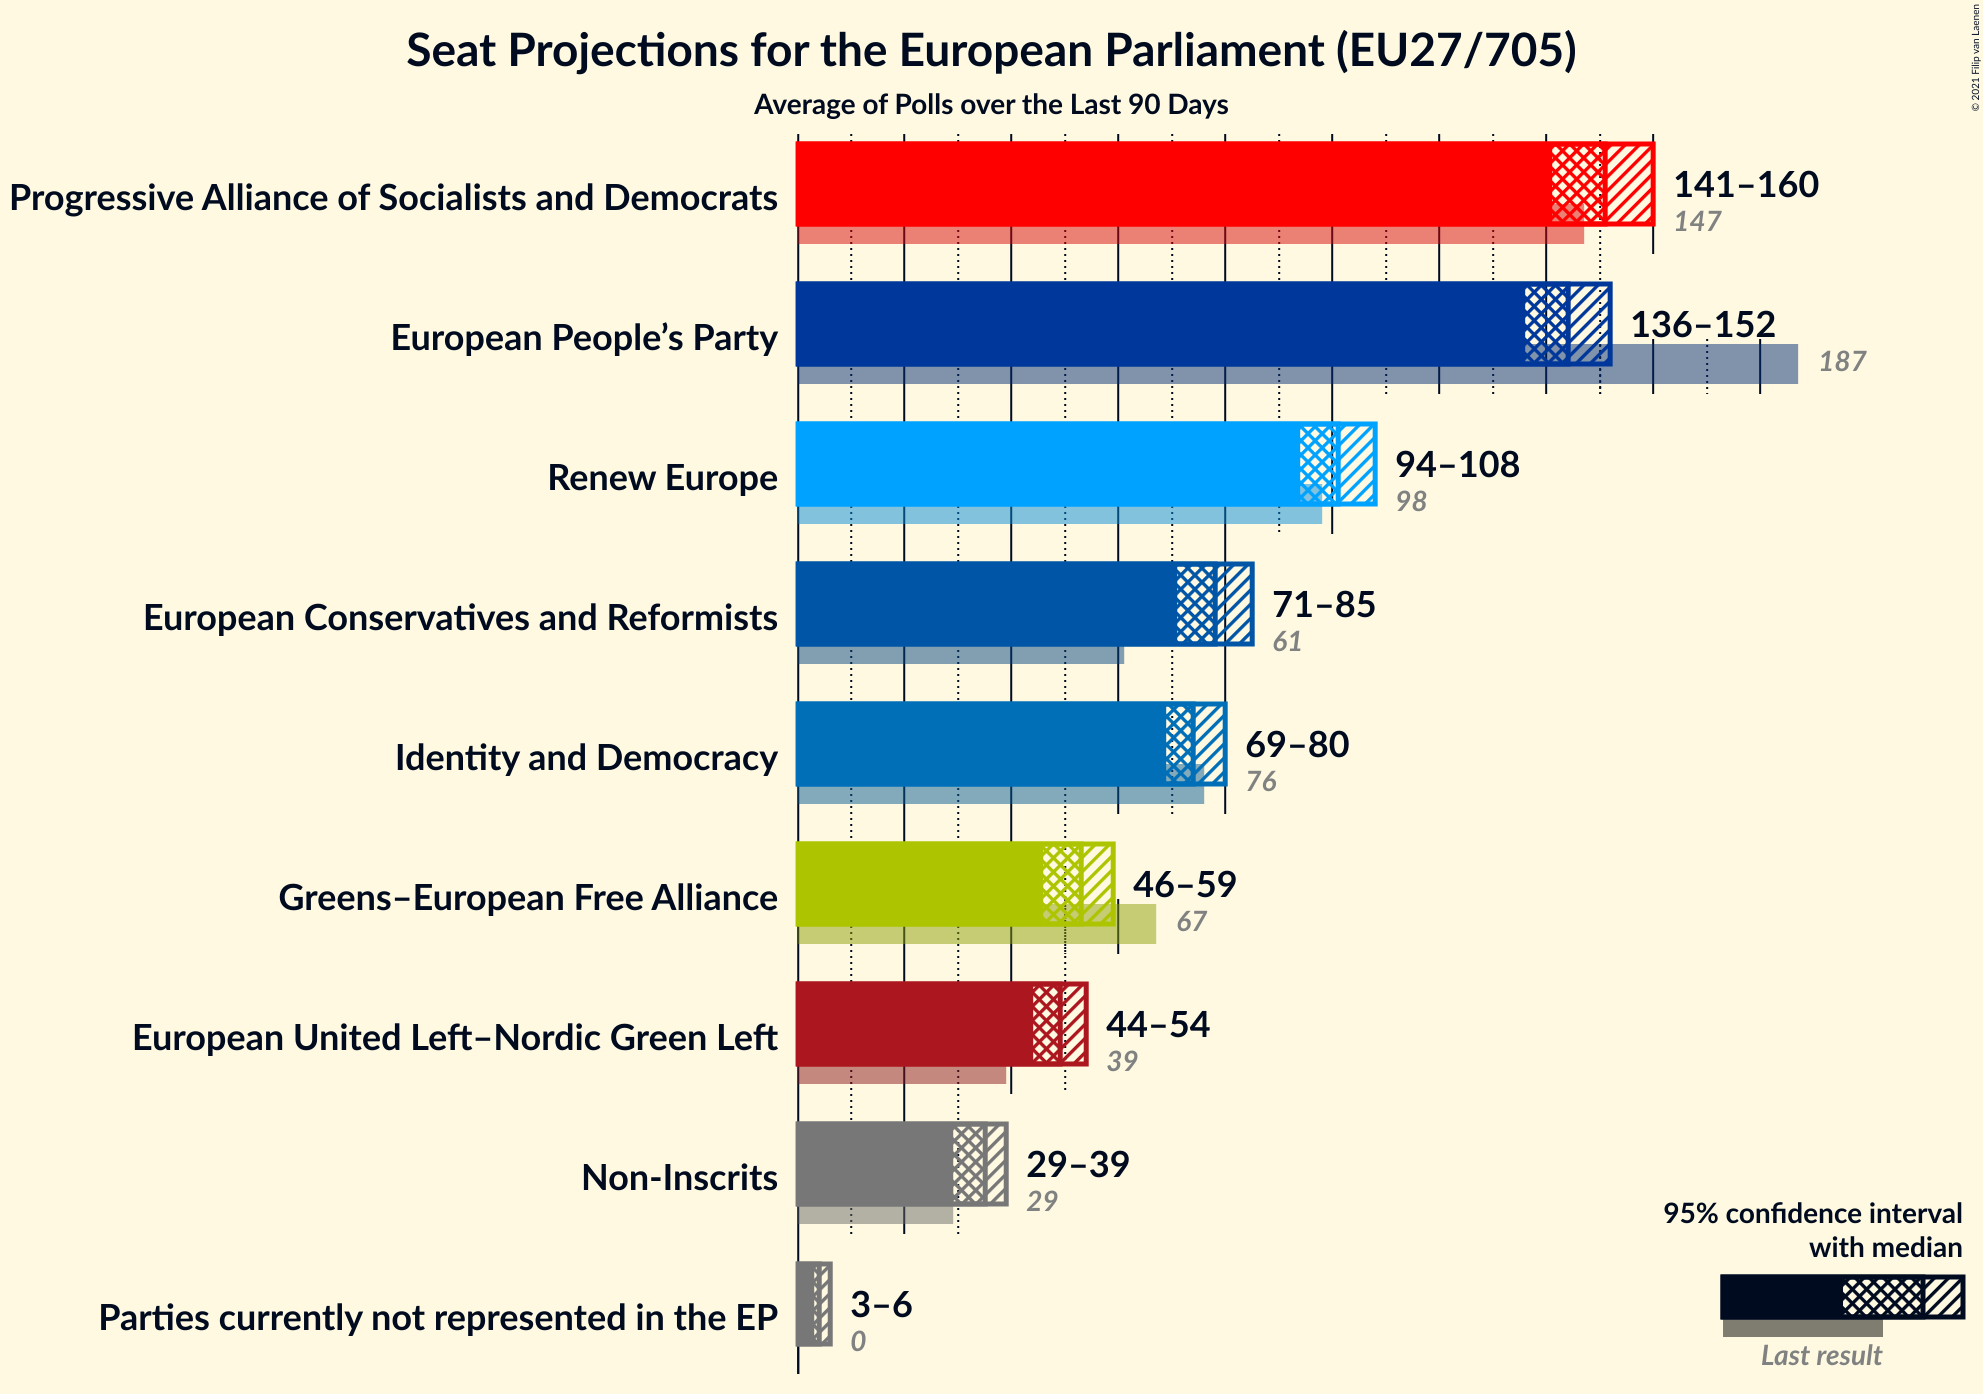 Seat Projections for the European Parliament (EU27/705)
Average of Polls over the Last 90 Days
© 2021 Filip van Laenen
Progressive Alliance of Socialists and Democrats
141–160
147
European People’s Party
136–152
187
Renew Europe
94–108
98
European Conservatives and Reformists
71–85
61
Identity and Democracy
69–80
76
Greens–European Free Alliance
46–59
67
European United Left–Nordic Green Left
44–54
39
Non-Inscrits
29–39
29
Parties currently not represented in the EP
3–6
0
95% confidence interval
with median
Last result